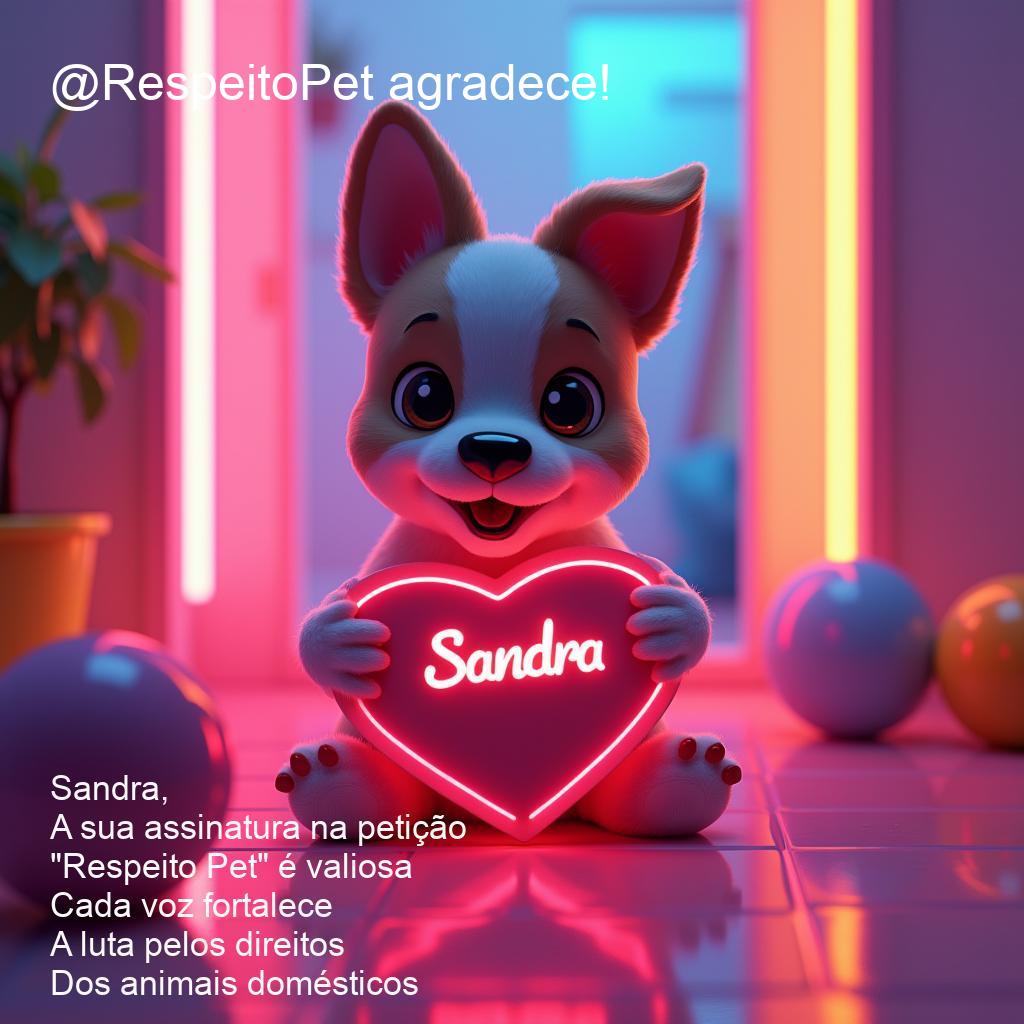 @RespeitoPet agradece!
Sandra
Sandra,
A sua assinatura na petição
"Respeito Pet" é valiosa
Cada voz fortalece
A luta pelos direitos
Dos animais domésticos